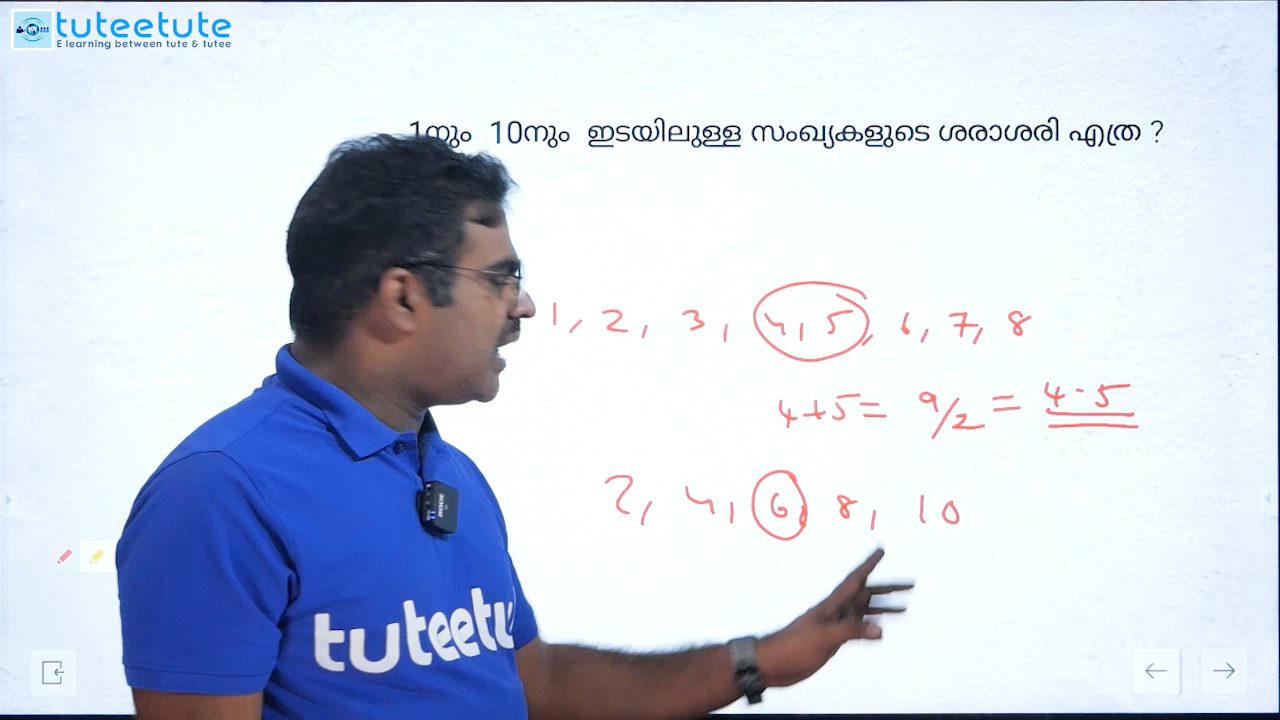 tuteetute
E learning between tute & tutee
1നും 10നും ഇടയിലുള്ള സംഖ്യകളുടെ ശരാശരി എത്ര ?
1, 2, 3, 4, 5, 6, 7, 8
4+5= 9/2 = 4.5
2, 4, 6, 8, 10
RODE
tuteetu